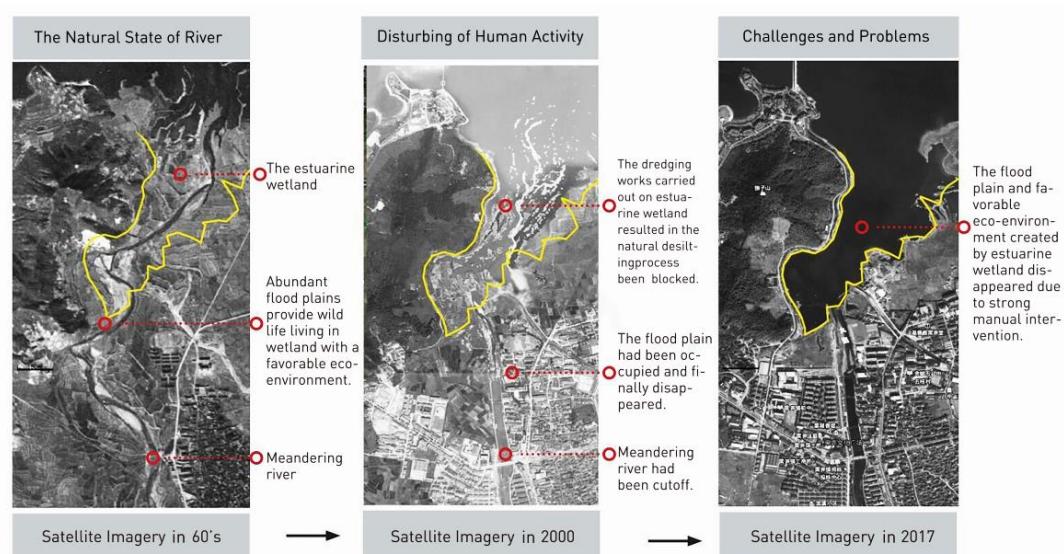 The Natural State of River
The estuarine
wetland
Abundant
flood plains
provide wild
life living in
wetland with a
favorable eco-
environment.
Meandering
river
Satellite Imagery in 60's
Disturbing of Human Activity
The dredging
works carried
out on estua-
rine wetland
resulted in the
natural desilt-
ingprocess
been blocked.
The flood plain
had been oc-
cupied and fi-
nally disap-
peared.
Meandering
river had
been cutoff.
Satellite Imagery in 2000
Challenges and Problems
The flood
plain and fa-
vorable
eco-environ-
ment created
by estuarine
wetland dis-
appeared due
to strong
manual inter-
vention.
Satellite Imagery in 2017